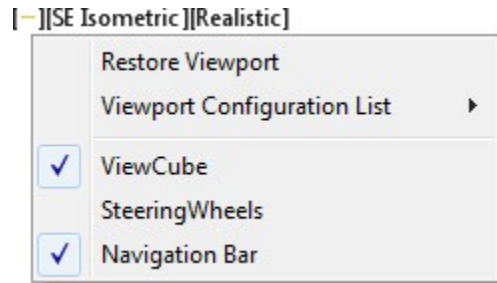 [−][SE Isometric][Realistic]
Restore Viewport
Viewport Configuration List
ViewCube
SteeringWheels
Navigation Bar